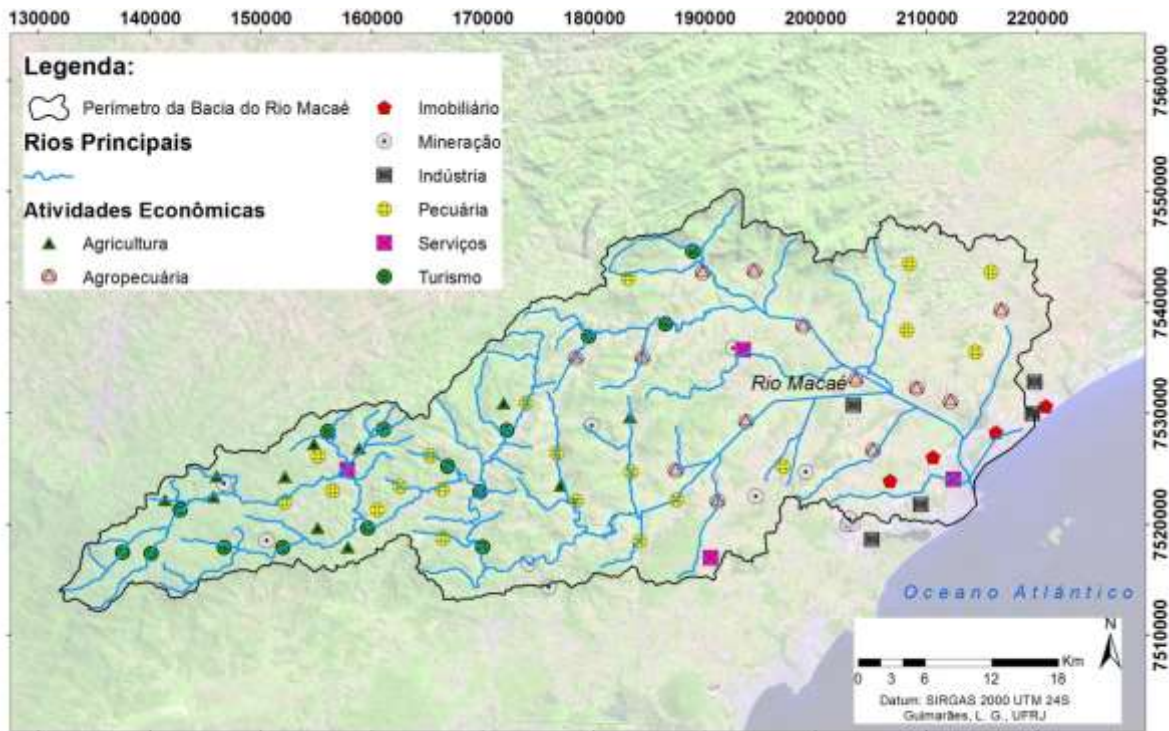 130000 140000 150000 160000 170000 180000 190000 200000 210000 220000
Legenda:
Perímetro da Bacia do Rio Macaé
Rios Principais
Atividades Econômicas
Agricultura
Agropecuária
Imobiliário
Mineração
Indústria
Pecuária
Serviços
Turismo
7560000
7550000
7540000
7530000
7520000
7510000
Rio Macaé
Oceano Atlântico
N
Km
0 3 6 12 18
Datum: SIRGAS 2000 UTM 24S
Guimarães, L. G., UFRJ